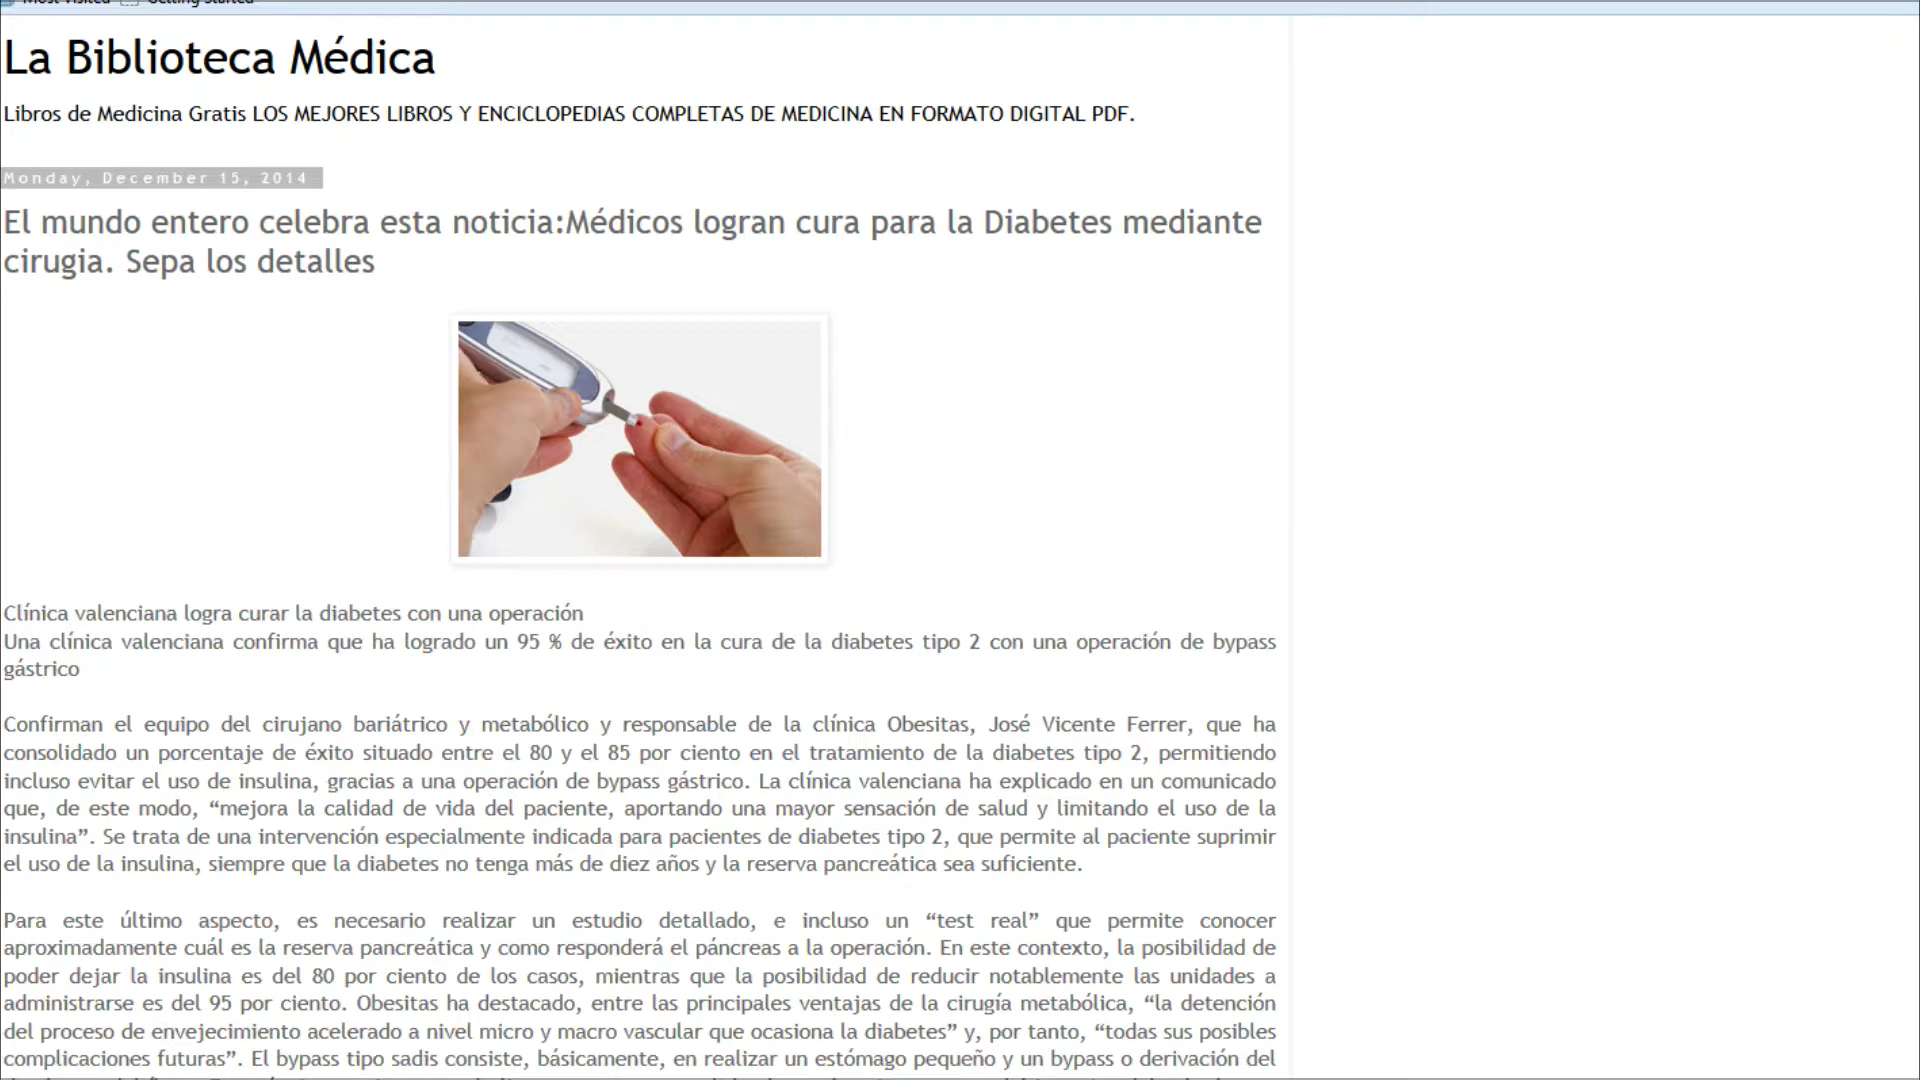 Most Visited Getting Started
La Biblioteca Médica
Libros de Medicina Gratis LOS MEJORES LIBROS Y ENCICLOPEDIAS COMPLETAS DE MEDICINA EN FORMATO DIGITAL PDF.
Monday, December 15, 2014
El mundo entero celebra esta noticia:Médicos logran cura para la Diabetes mediante
cirugia. Sepa los detalles
Clínica valenciana logra curar la diabetes con una operación
Una clínica valenciana confirma que ha logrado un 95 % de éxito en la cura de la diabetes tipo 2 con una operación de bypass
gástrico
Confirman el equipo del cirujano bariátrico y metabólico y responsable de la clínica Obesitas, José Vicente Ferrer, que ha
consolidado un porcentaje de éxito situado entre el 80 y el 85 por ciento en el tratamiento de la diabetes tipo 2, permitiendo
incluso evitar el uso de insulina, gracias a una operación de bypass gástrico. La clínica valenciana ha explicado en un comunicado
que, de este modo, “mejora la calidad de vida del paciente, aportando una mayor sensación de salud y limitando el uso de la
insulina”. Se trata de una intervención especialmente indicada para pacientes de diabetes tipo 2, que permite al paciente suprimir
el uso de la insulina, siempre que la diabetes no tenga más de diez años y la reserva pancreática sea suficiente.
Para este último aspecto, es necesario realizar un estudio detallado, e incluso un “test real” que permite conocer
aproximadamente cuál es la reserva pancreática y como responderá el páncreas a la operación. En este contexto, la posibilidad de
poder dejar la insulina es del 80 por ciento de los casos, mientras que la posibilidad de reducir notablemente las unidades a
administrarse es del 95 por ciento. Obesitas ha destacado, entre las principales ventajas de la cirugía metabólica, “la detención
del proceso de envejecimiento acelerado a nivel micro y macro vascular que ocasiona la diabetes” y, por tanto, “todas sus posibles
complicaciones futuras”. El bypass tipo sadis consiste, básicamente, en realizar un estómago pequeño y un bypass o derivación del